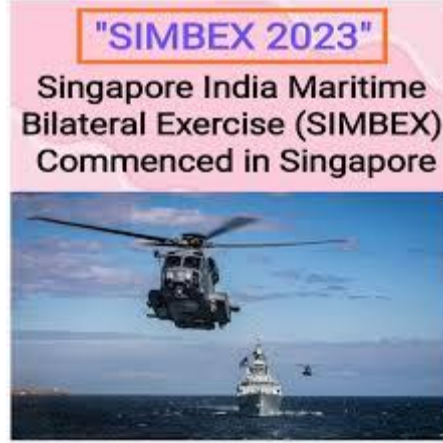 "SIMBEX 2023"
Singapore India Maritime
Bilateral Exercise (SIMBEX)
Commenced in Singapore